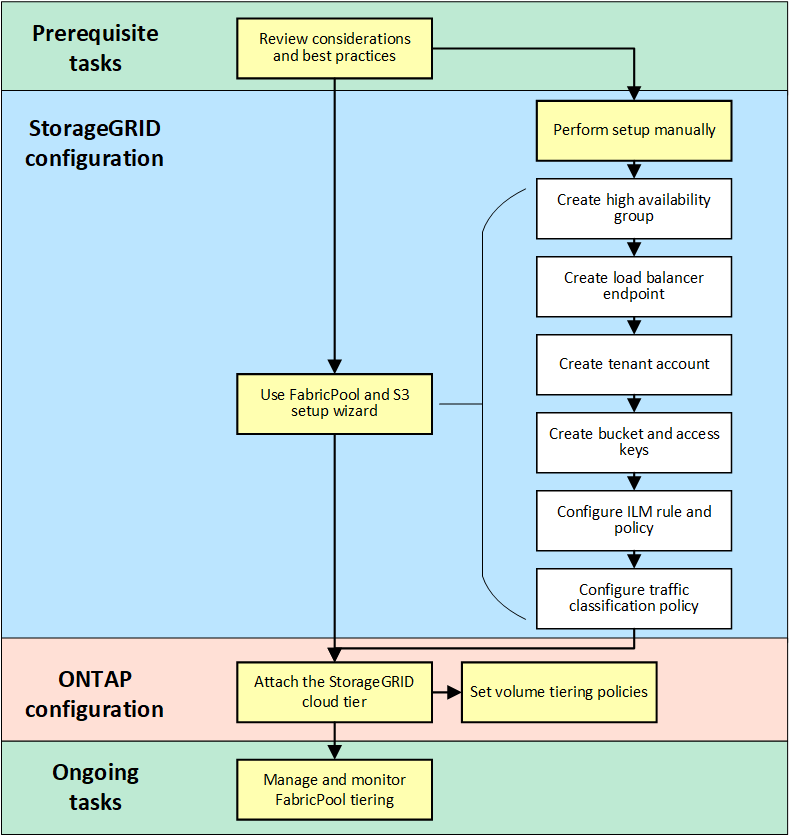 Prerequisite
tasks
Review considerations
and best practices
StorageGRID
configuration
Perform setup manually
Create high availability
group
Create load balancer
endpoint
Create tenant account
Use FabricPool and S3
setup wizard
Create bucket and access
keys
Configure ILM rule and
policy
Configure traffic
classification policy
ONTAP
configuration
Attach the StorageGRID
cloud tier
Set volume tiering policies
Ongoing
tasks
Manage and monitor
FabricPool tiering